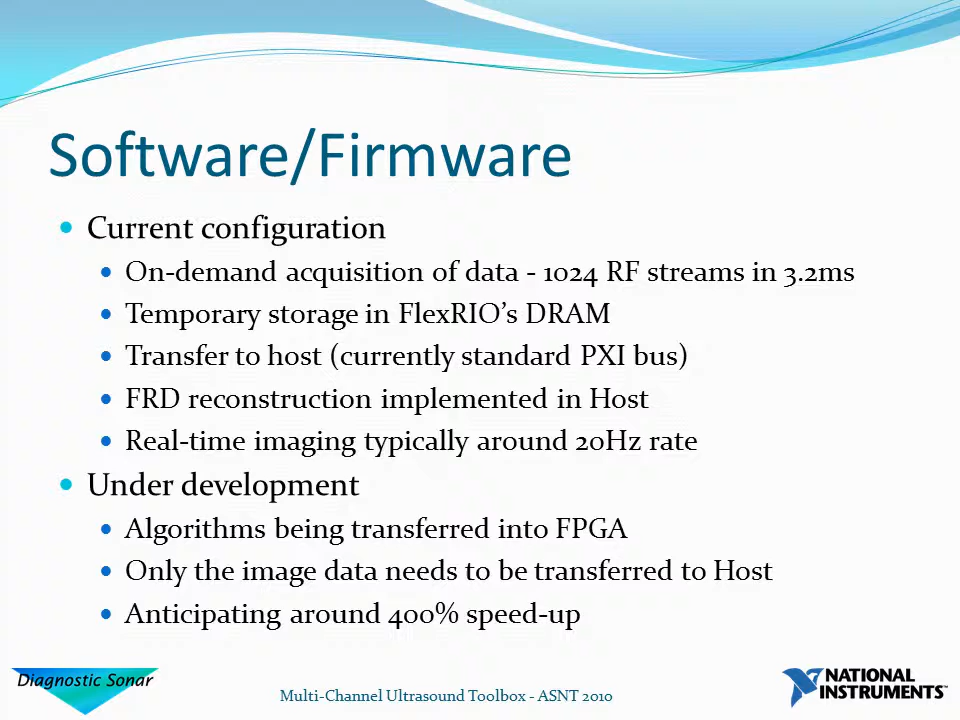 Software/Firmware
Current configuration
On-demand acquisition of data - 1024 RF streams in 3.2ms
Temporary storage in FlexRIO's DRAM
Transfer to host (currently standard PXI bus)
FRD reconstruction implemented in Host
Real-time imaging typically around 20Hz rate
Under development
Algorithms being transferred into FPGA
Only the image data needs to be transferred to Host
Anticipating around 400% speed-up
Diagnostic Sonar
Multi-Channel Ultrasound Toolbox - ASNT 2010
NATIONAL
INSTRUMENTS™